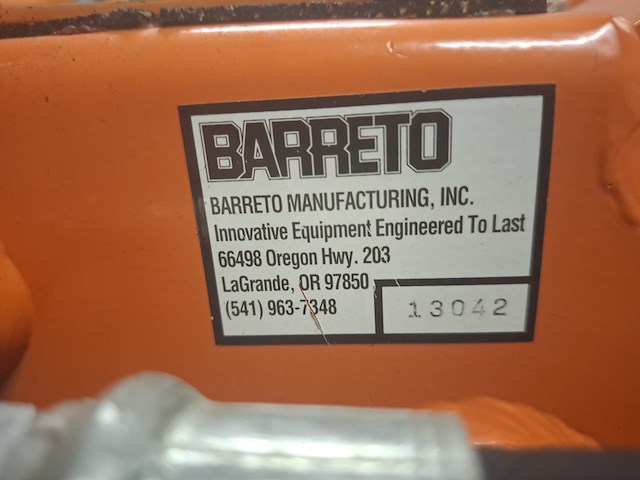 BARRETO
BARRETO MANUFACTURING, INC.
Innovative Equipment Engineered To Last
66498 Oregon Hwy. 203
LaGrande, OR 97850
(541) 963-7348
13042